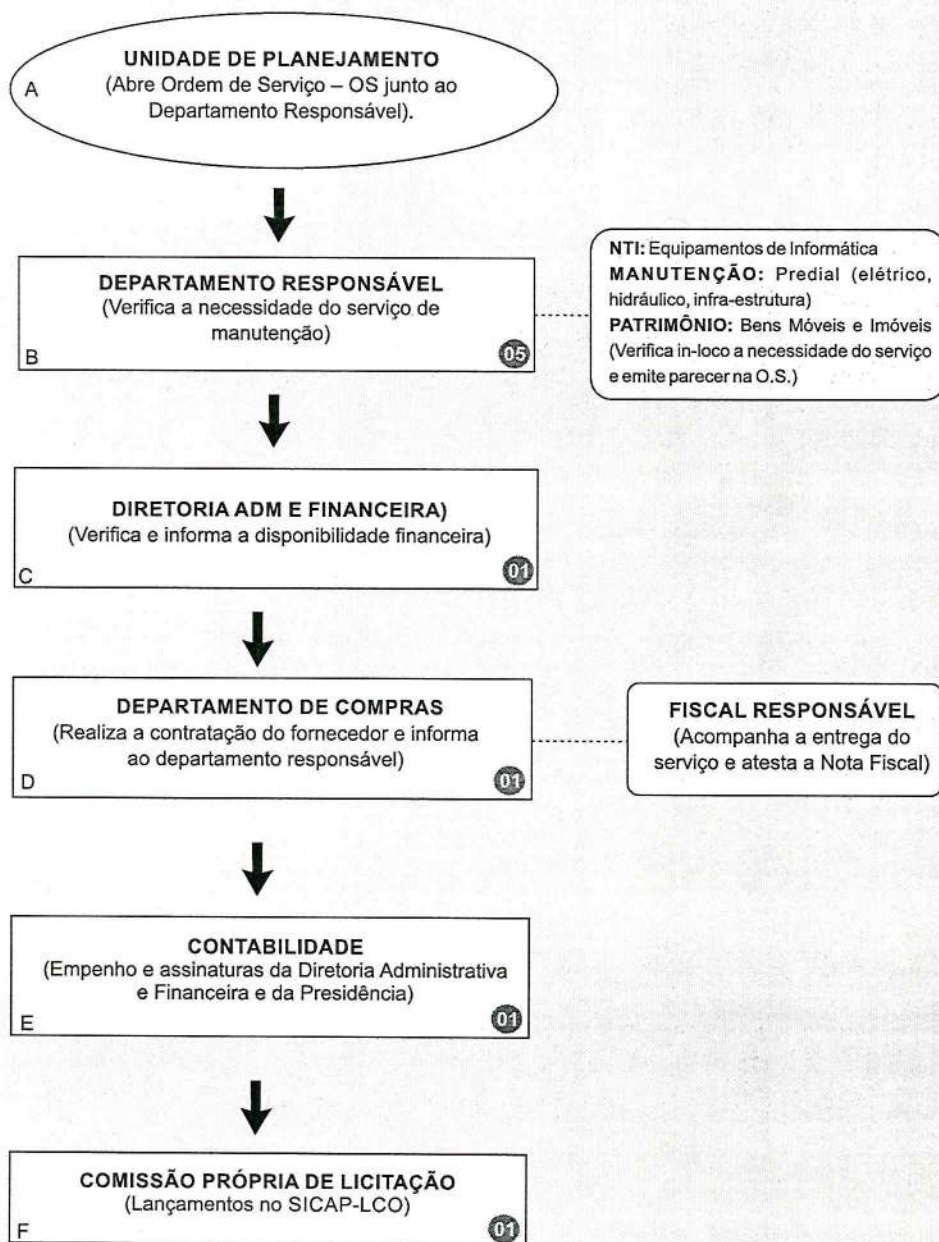 UNIDADE DE PLANEJAMENTO
(Abre Ordem de Serviço – OS junto ao
Departamento Responsável).
A
DEPARTAMENTO RESPONSÁVEL
(Verifica a necessidade do serviço de
manutenção)
B
05
NTI: Equipamentos de Informática
MANUTENÇÃO: Predial (elétrico,
hidráulico, infra-estrutura)
PATRIMÔNIO: Bens Móveis e Imóveis
(Verifica in-loco a necessidade do serviço
e emite parecer na O.S.)
DIRETORIA ADM E FINANCEIRA)
(Verifica e informa a disponibilidade financeira)
C
01
DEPARTAMENTO DE COMPRAS
(Realiza a contratação do fornecedor e informa
ao departamento responsável)
D
01
FISCAL RESPONSÁVEL
(Acompanha a entrega do
serviço e atesta a Nota Fiscal)
CONTABILIDADE
(Empenho e assinaturas da Diretoria Administrativa
e Financeira e da Presidência)
E
01
COMISSÃO PRÓPRIA DE LICITAÇÃO
(Lançamentos no SICAP-LCO)
F
01